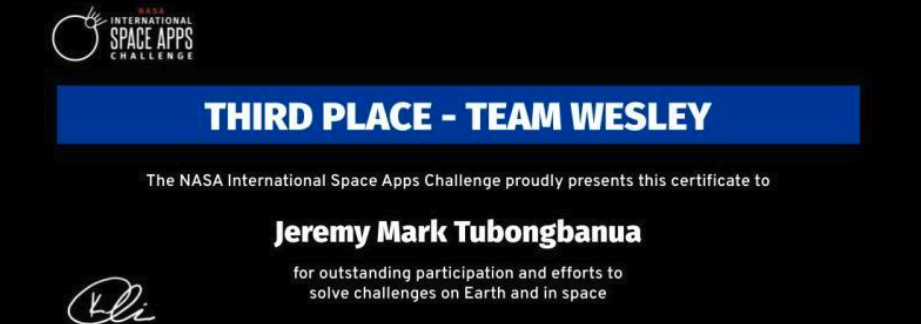 NASA
INTERNATIONAL
SPACE APPS
CHALLENGE
THIRD PLACE - TEAM WESLEY
The NASA International Space Apps Challenge proudly presents this certificate to
Jeremy Mark Tubongbanua
for outstanding participation and efforts to
solve challenges on Earth and in space